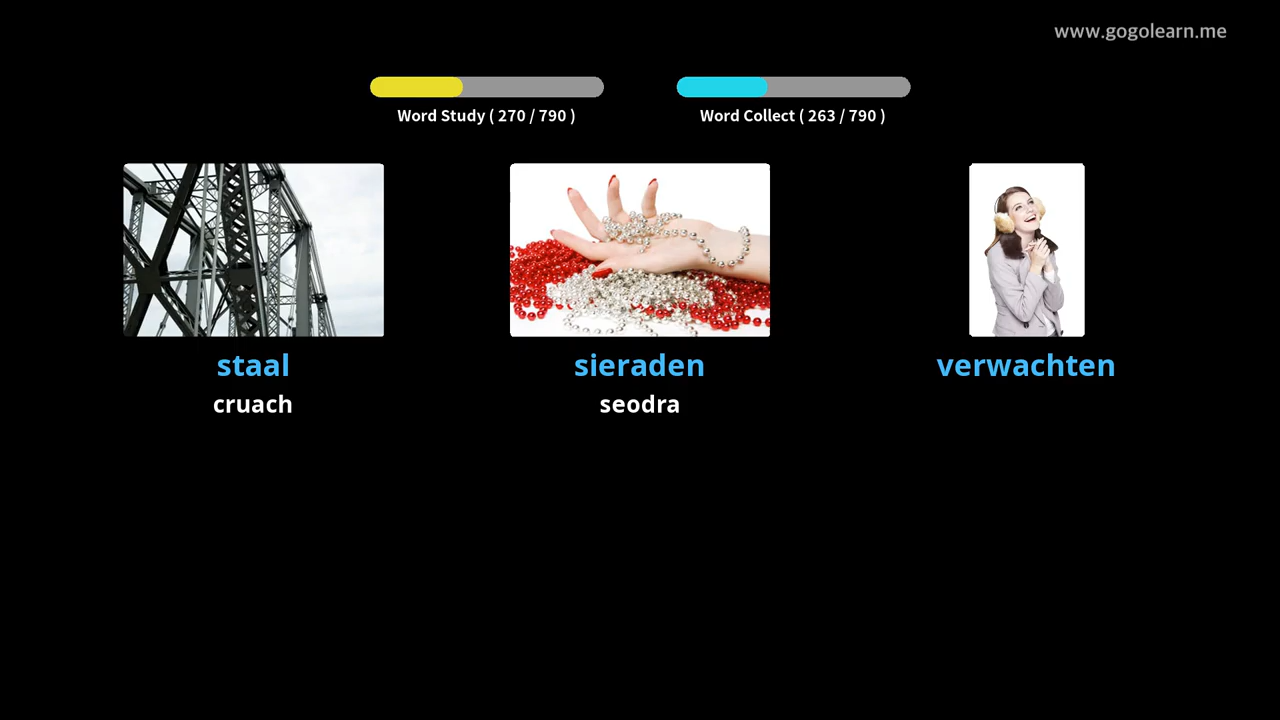 www.gogolearn.me
Word Study ( 270 / 790 )
Word Collect ( 263 / 790 )
staal
sieraden
verwachten
cruach
seodra